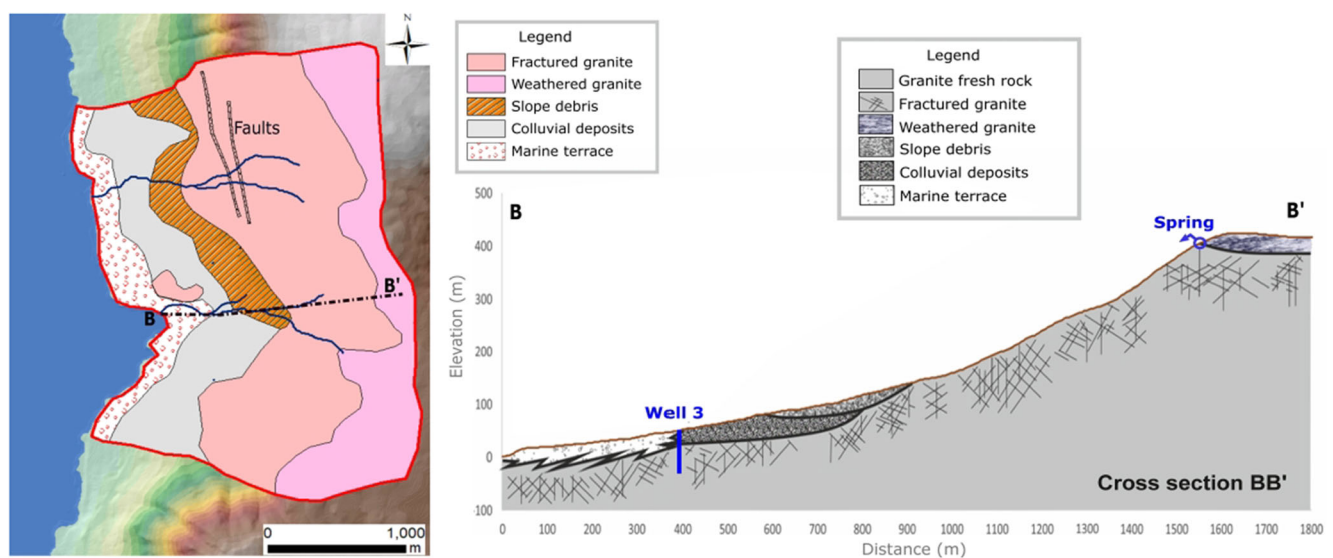 N
Faults
B
B'
0
1,000
m
Legend
Fractured granite
Weathered granite
Slope debris
Colluvial deposits
Marine terrace
Legend
Granite fresh rock
Fractured granite
Weathered granite
Slope debris
Colluvial deposits
Marine terrace
B
B'
Spring
Well 3
Elevation (m)
500
400
300
200
100
0
-100
Cross section BB'
0 100 200 300 400 500 600 700 800 900 1000 1100 1200 1300 1400 1500 1600 1700 1800
Distance (m)